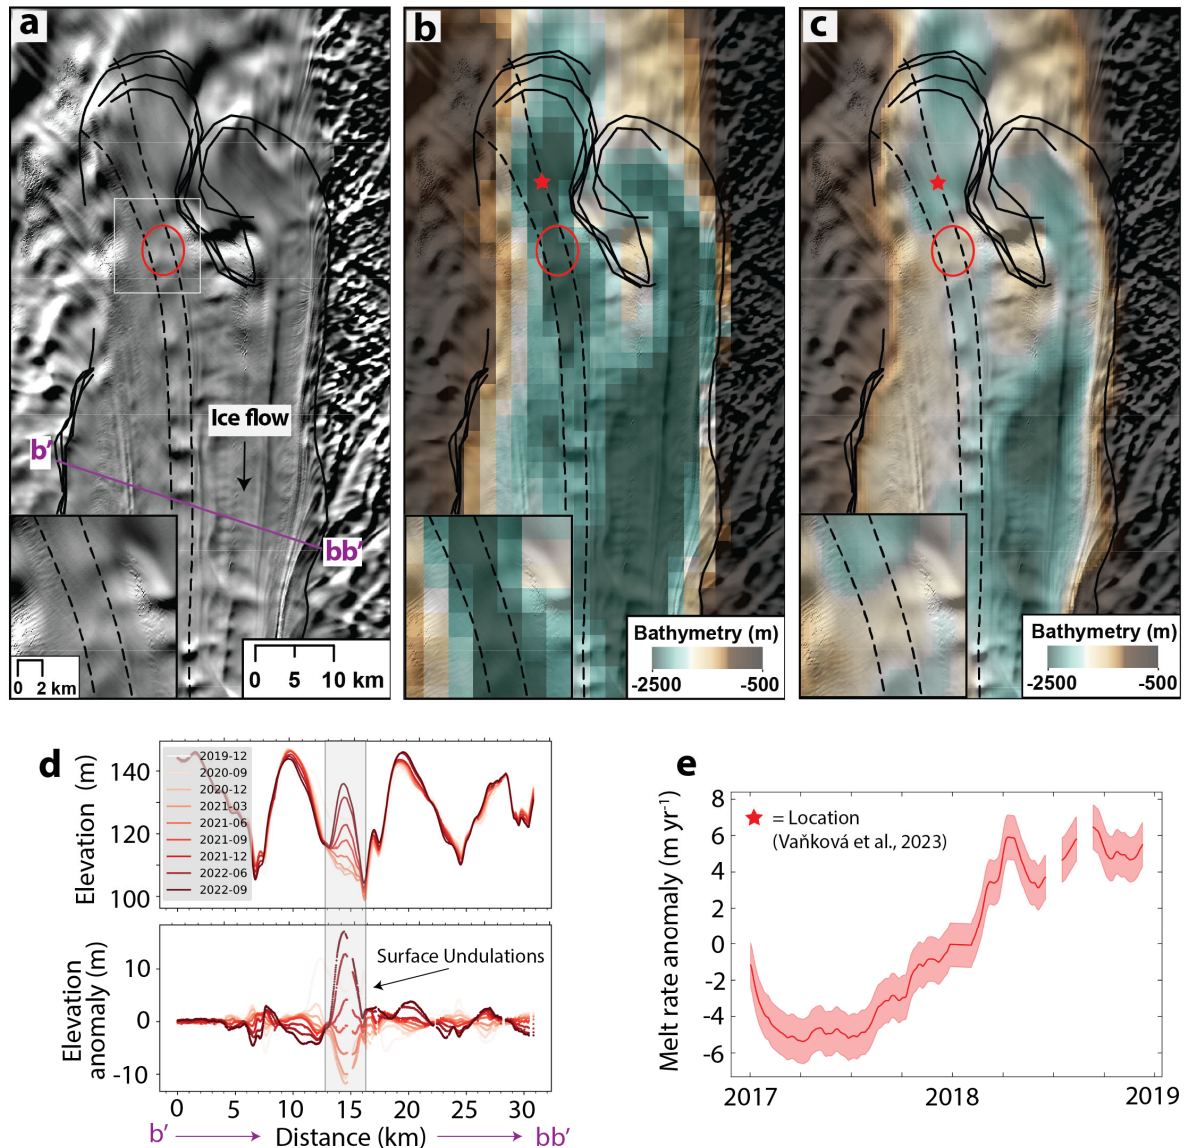 a
b'
Ice flow
bb'
0 2 km
0 5 10 km
b
Bathymetry (m)
-2500 -500
c
Bathymetry (m)
-2500 -500
d
Elevation (m)
140
120
100
2019-12
2020-09
2020-12
2021-03
2021-06
2021-09
2021-12
2022-06
2022-09
Elevation
anomaly (m)
10
0
-10
Surface Undulations
0 5 10 15 20 25 30
b' Distance (km) bb'
e
Melt rate anomaly (m yr⁻¹)
8
6
4
2
0
-2
-4
-6
= Location
(Vaňková et al., 2023)
2017 2018 2019